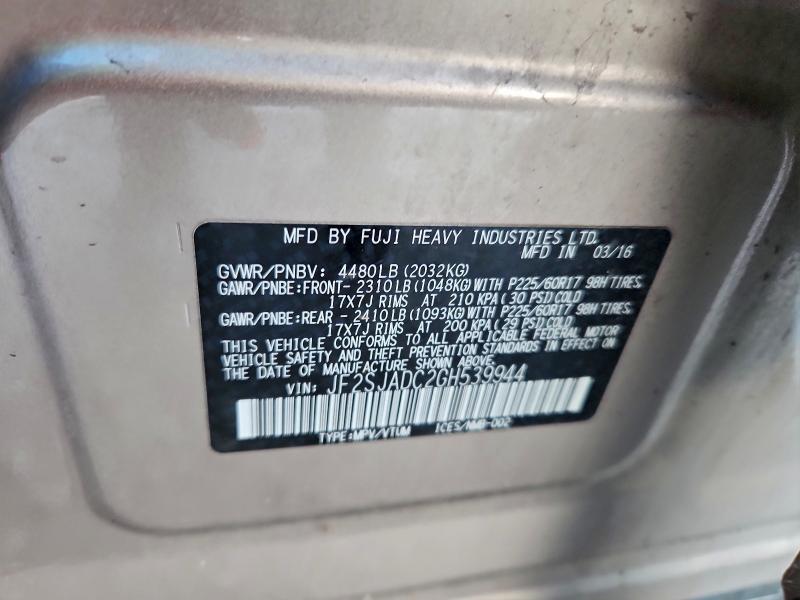 MFD BY FUJI HEAVY INDUSTRIES LTD.
MFD IN 03/16
GVWR/PNBV: 4480LB (2032KG)
GAWR/PNBE:FRONT- 2310LB (1048KG) WITH P225/60R17 98H TIRES,
17X7J RIMS AT 210 KPA (30 PSI) COLD
GAWR/PNBE:REAR - 2410LB (1093KG) WITH P225/60R17 98H TIRES,
17X7J RIMS AT 200 KPA (29 PSI) COLD
THIS VEHICLE CONFORMS TO ALL APPLICABLE FEDERAL MOTOR
VEHICLE SAFETY AND THEFT PREVENTION STANDARDS IN EFFECT ON
THE DATE OF MANUFACTURE SHOWN ABOVE.
VIN: JF2SJADC2GH539944
TYPE:MPV/VTUM ICES/NMB-002